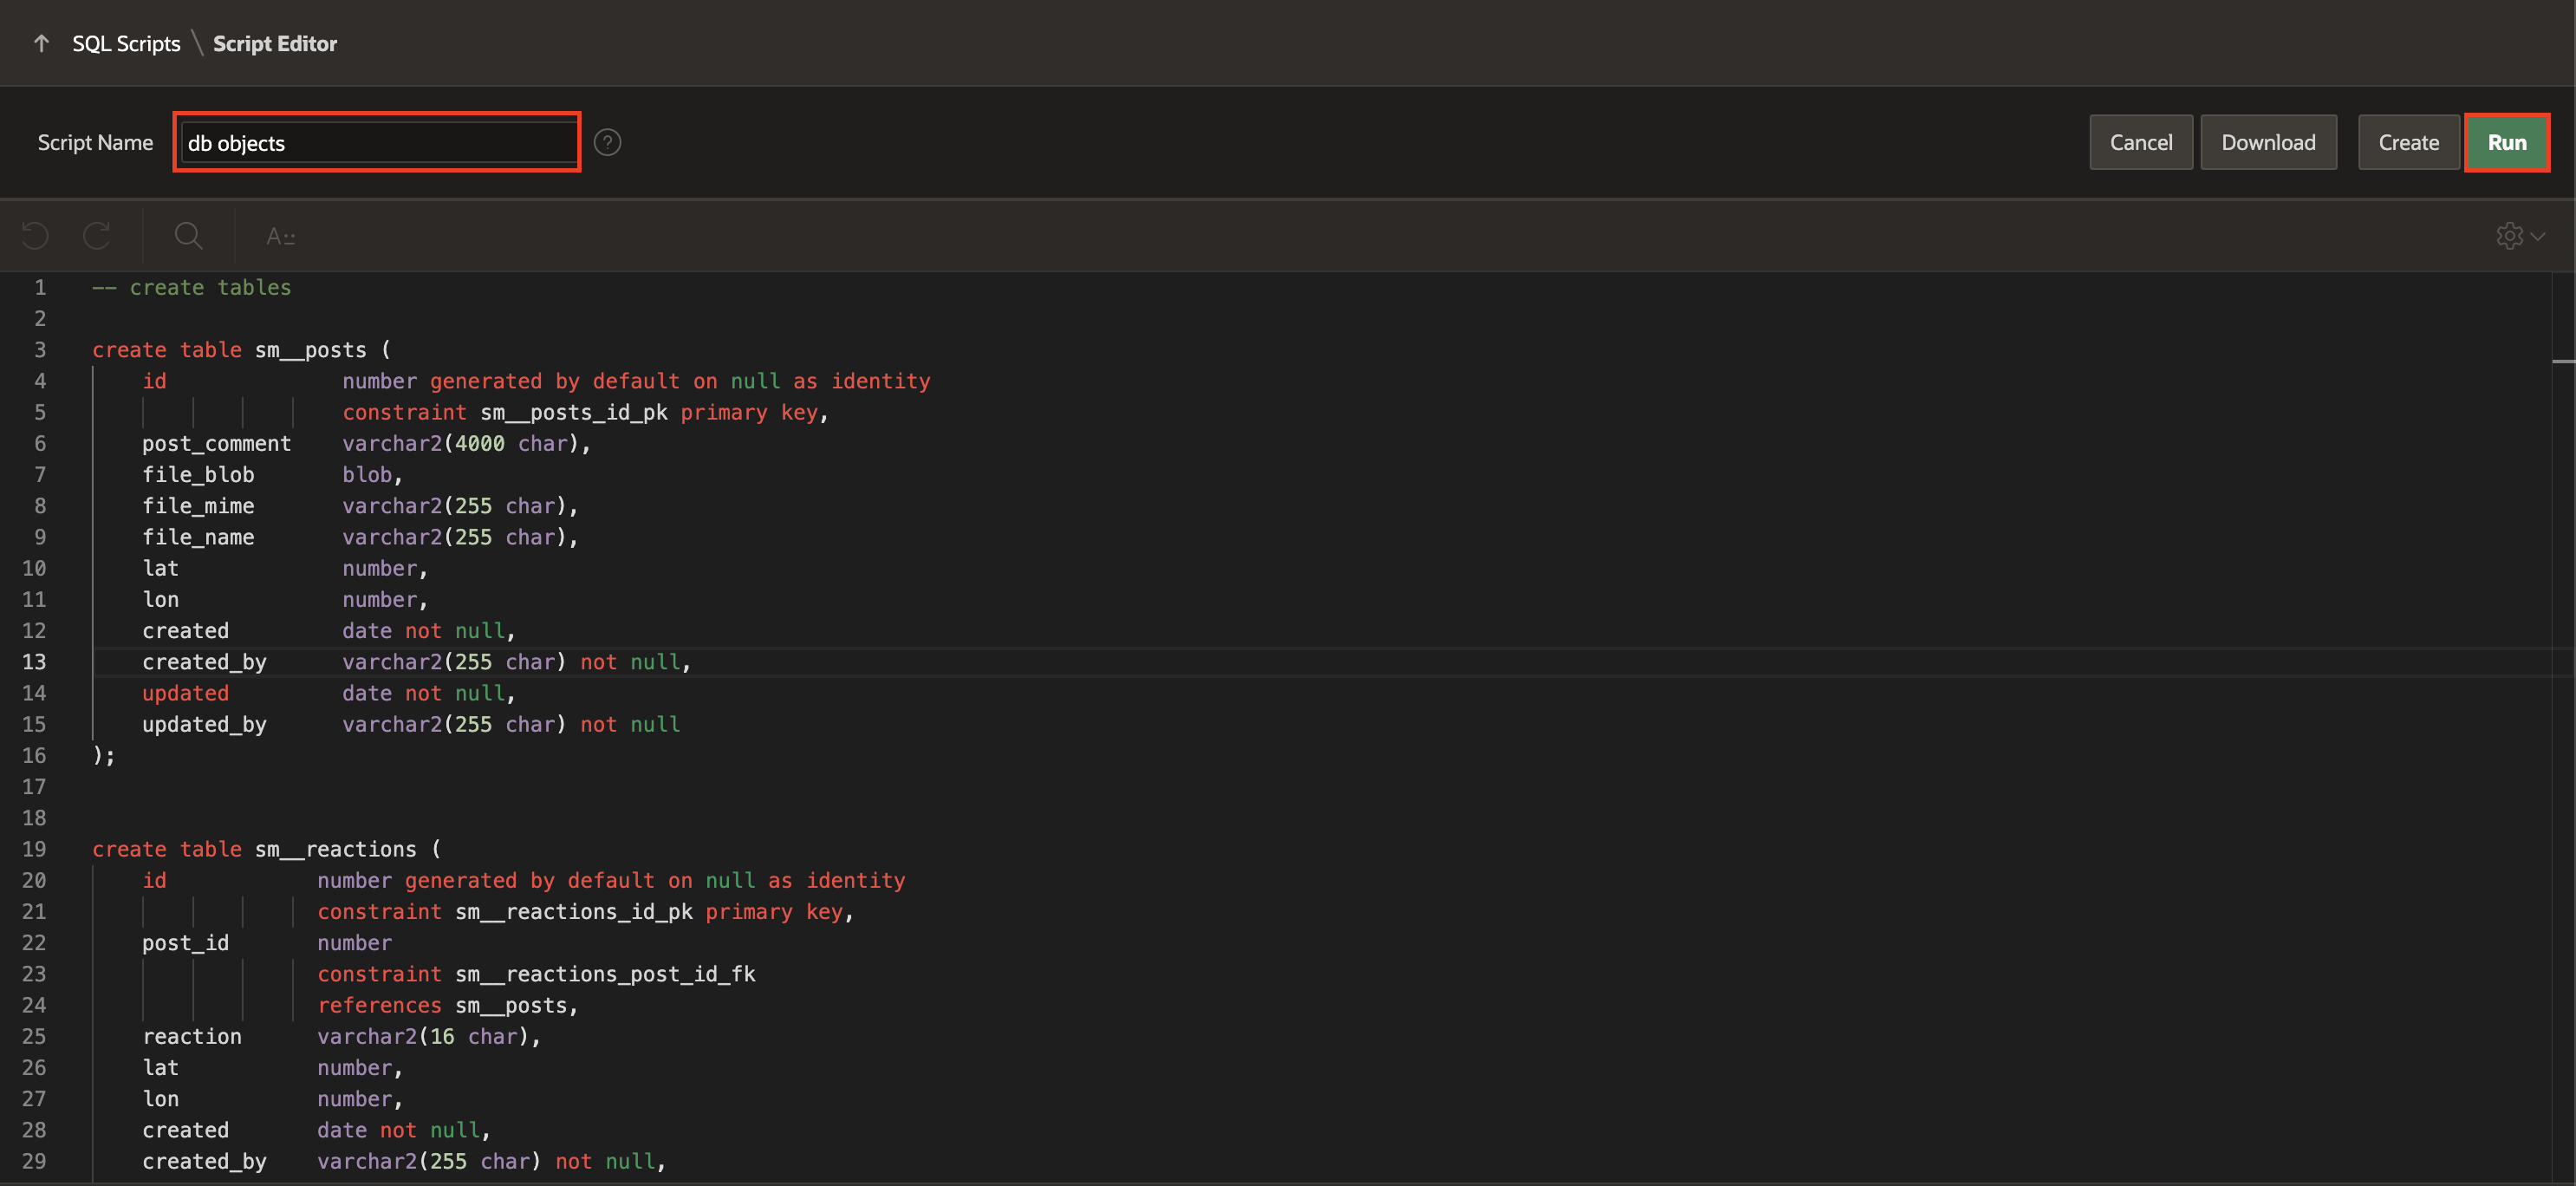 SQL Scripts \ Script Editor
Script Name db objects ? Cancel Download Create Run
A
1 -- create tables
2
3 create table sm__posts (
4     id              number generated by default on null as identity
5                     constraint sm__posts_id_pk primary key,
6     post_comment    varchar2(4000 char),
7     file_blob       blob,
8     file_mime       varchar2(255 char),
9     file_name       varchar2(255 char),
10     lat             number,
11     lon             number,
12     created         date not null,
13     created_by      varchar2(255 char) not null,
14     updated         date not null,
15     updated_by      varchar2(255 char) not null
16 );
17
18
19 create table sm__reactions (
20     id            number generated by default on null as identity
21                   constraint sm__reactions_id_pk primary key,
22     post_id       number
23                   constraint sm__reactions_post_id_fk
24                   references sm__posts,
25     reaction      varchar2(16 char),
26     lat           number,
27     lon           number,
28     created       date not null,
29     created_by    varchar2(255 char) not null,